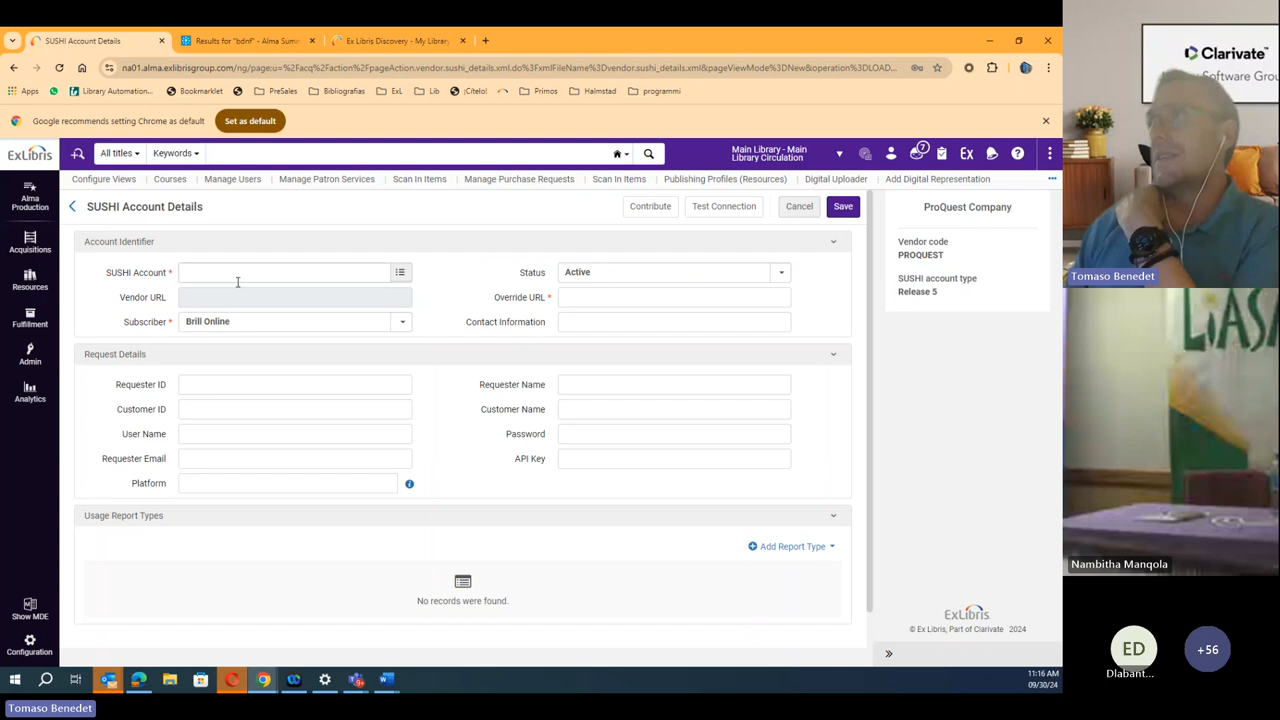 SUSHI Account Details
Results for "bdnf" - Alma Sum
Ex Libris Discovery - My Library
na01.alma.exlibrisgroup.com/ng/page;u=%2Facq%2Faction%2FpageAction.vendor.sushi_details.xml.do%3FxmlFileName%3Dvendor.sushi_details.xml&pageViewMode%3DNew&operation%3DLOAD...
Apps
Library Automation...
Bookmarklet
PreSales
Bibliografias
ExL
Lib
¡Cítelo!
Primos
Halmstad
programmi
Google recommends setting Chrome as default
Set as default
ExLibris
All titles
Keywords
Main Library - Main
Library Circulation
7
Ex
Configure Views
Courses
Manage Users
Manage Patron Services
Scan In Items
Manage Purchase Requests
Scan In Items
Publishing Profiles (Resources)
Digital Uploader
Add Digital Representation
Alma
Production
Acquisitions
Resources
Fulfillment
Admin
Analytics
Show MDE
Configuration
SUSHI Account Details
Contribute
Test Connection
Cancel
Save
Account Identifier
SUSHI Account *
Status
Active
Vendor URL
Override URL *
Subscriber *
Brill Online
Contact Information
Request Details
Requester ID
Requester Name
Customer ID
Customer Name
User Name
Password
Requester Email
API Key
Platform
Usage Report Types
Add Report Type
No records were found.
ProQuest Company
Vendor code
PROQUEST
SUSHI account type
Release 5
ExLibris
© Ex Libris, Part of Clarivate 2024
11:16 AM
09/30/24
Tomaso Benedet
Clarivate™
Software Grou
Tomaso Benedet
LIASA
Nambitha Manqola
ED
Dlabant...
+56